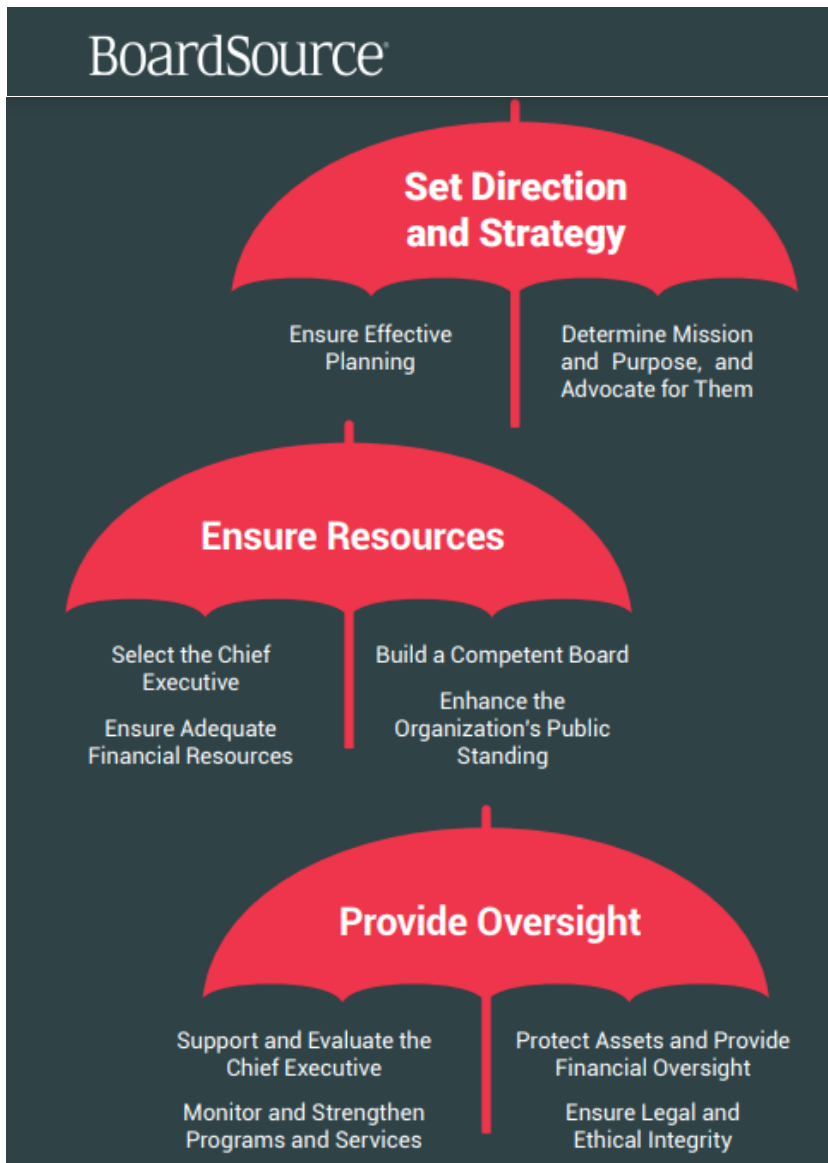 BoardSource
Set Direction
and Strategy
Ensure Effective
Planning
Determine Mission
and Purpose, and
Advocate for Them
Ensure Resources
Select the Chief
Executive
Ensure Adequate
Financial Resources
Build a Competent Board
Enhance the
Organization's Public
Standing
Provide Oversight
Support and Evaluate the
Chief Executive
Monitor and Strengthen
Programs and Services
Protect Assets and Provide
Financial Oversight
Ensure Legal and
Ethical Integrity